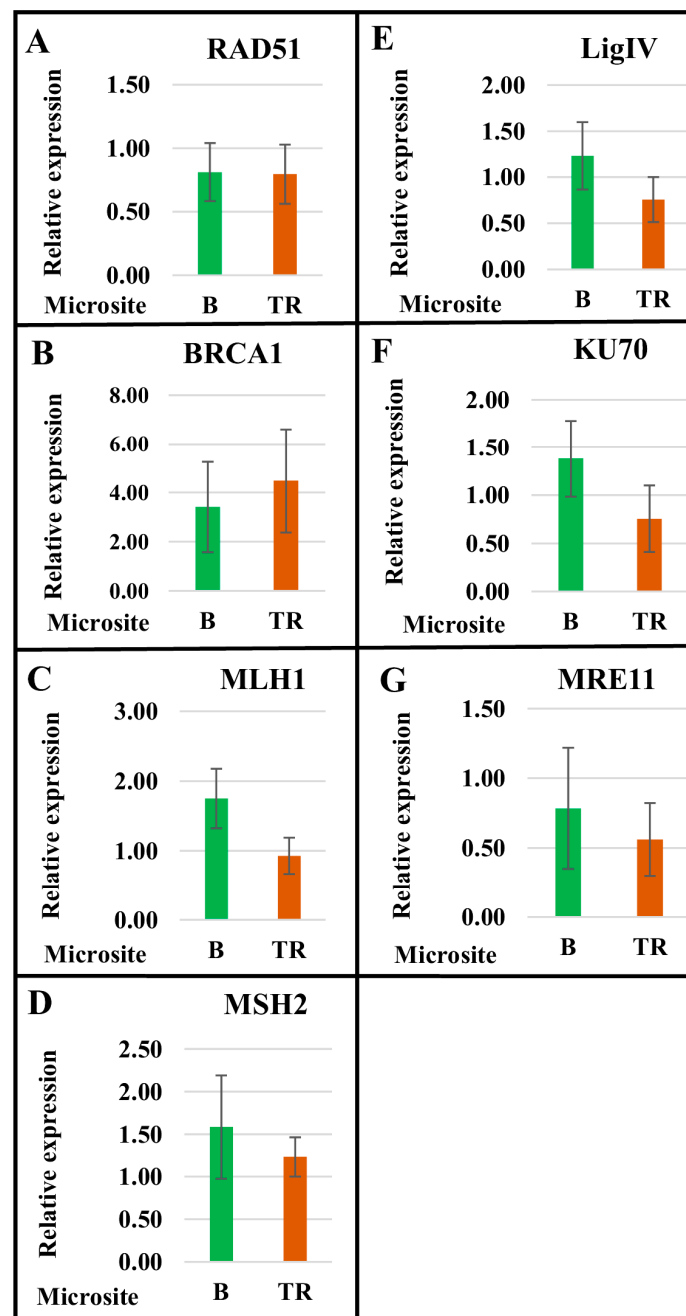 A
RAD51
Relative expression
1.50
1.00
0.50
0.00
Microsite B TR
B
BRCA1
Relative expression
8.00
6.00
4.00
2.00
0.00
Microsite B TR
C
MLH1
Relative expression
3.00
2.00
1.00
0.00
Microsite B TR
D
MSH2
Relative expression
2.50
2.00
1.50
1.00
0.50
0.00
Microsite B TR
E
LigIV
Relative expression
2.00
1.50
1.00
0.50
0.00
Microsite B TR
F
KU70
Relative expression
2.00
1.50
1.00
0.50
0.00
Microsite B TR
G
MRE11
Relative expression
1.50
1.00
0.50
0.00
Microsite B TR